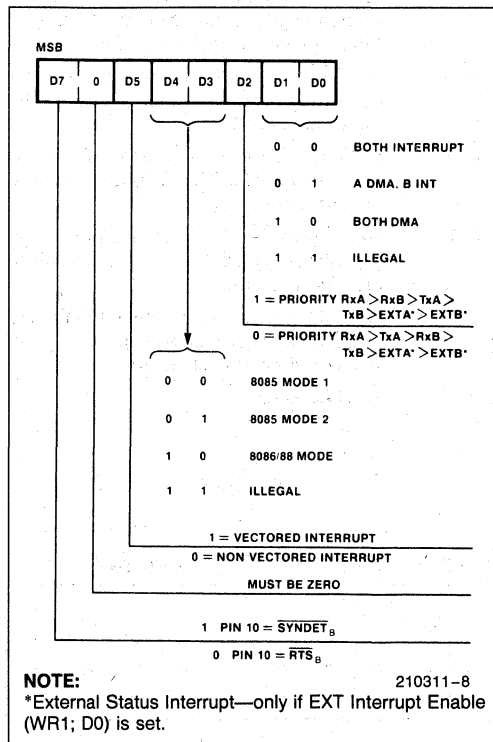 MSB
D7 0 D5 D4 D3 D2 D1 D0
0 0 BOTH INTERRUPT
0 1 A DMA, B INT
1 0 BOTH DMA
1 1 ILLEGAL
1 = PRIORITY RxA >RxB >TxA >
TxB >EXTA* > EXTB*
0 = PRIORITY RxA >TxA >RxB >
TxB >EXTA* > EXTB*
0 0 8085 MODE 1
0 1 8085 MODE 2
1 0 8086/88 MODE
1 1 ILLEGAL
1 = VECTORED INTERRUPT
0 = NON VECTORED INTERRUPT
MUST BE ZERO
1 PIN 10 = S̅Y̅N̅D̅E̅T̅B
0 PIN 10 = R̅T̅S̅B
NOTE: 210311–8
*External Status Interrupt—only if EXT Interrupt Enable
(WR1; D0) is set.